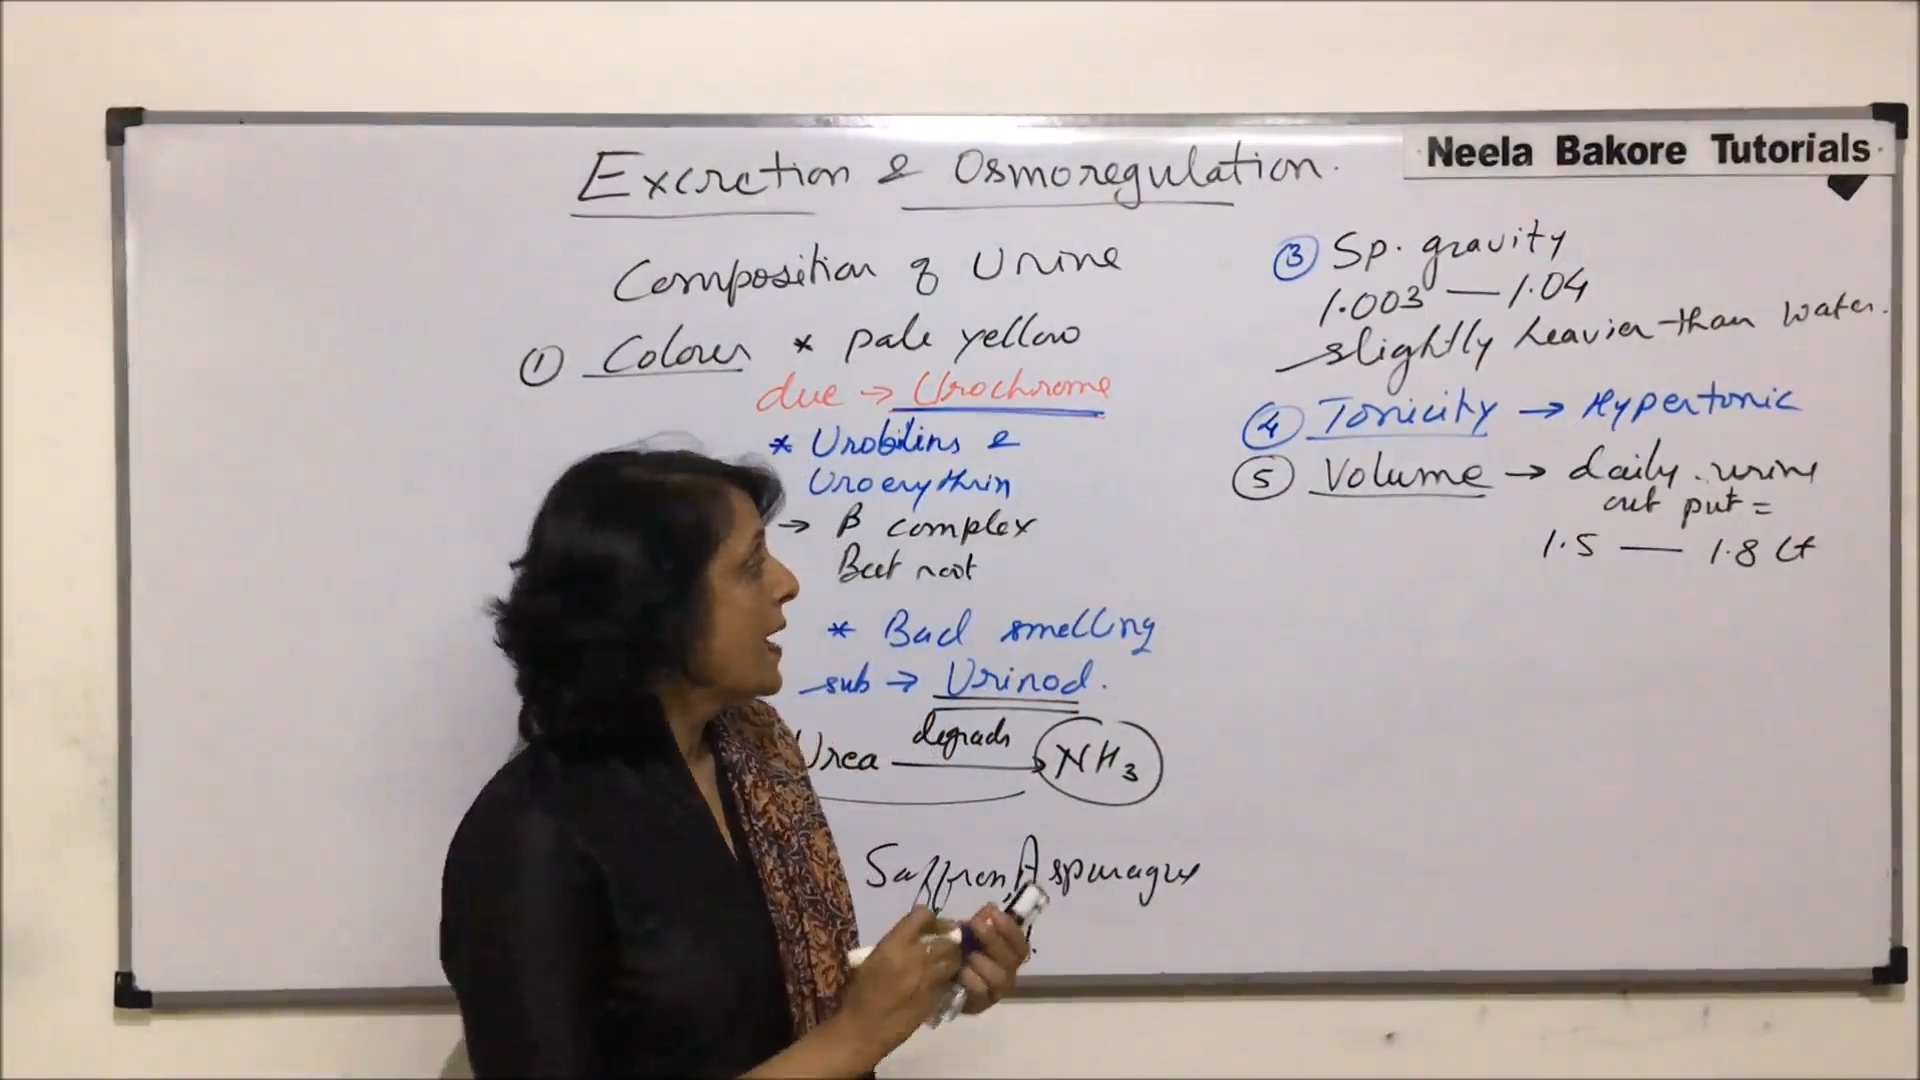 Neela Bakore Tutorials
Excretion & Osmoregulation.
Composition of Urine
① Colour * pale yellow
due → Urochrome
* Urobilins &
Uroerythrin
→ B complex
Beet root
* Bad smelling
sub → Urinod.
Urea degrads → NH3
Saffron, Asparagus
③ Sp. gravity
1.003 — 1.04
slightly heavier than water.
④ Tonicity → Hypertonic
⑤ Volume → daily urine
out put =
1.5 — 1.8 Lt